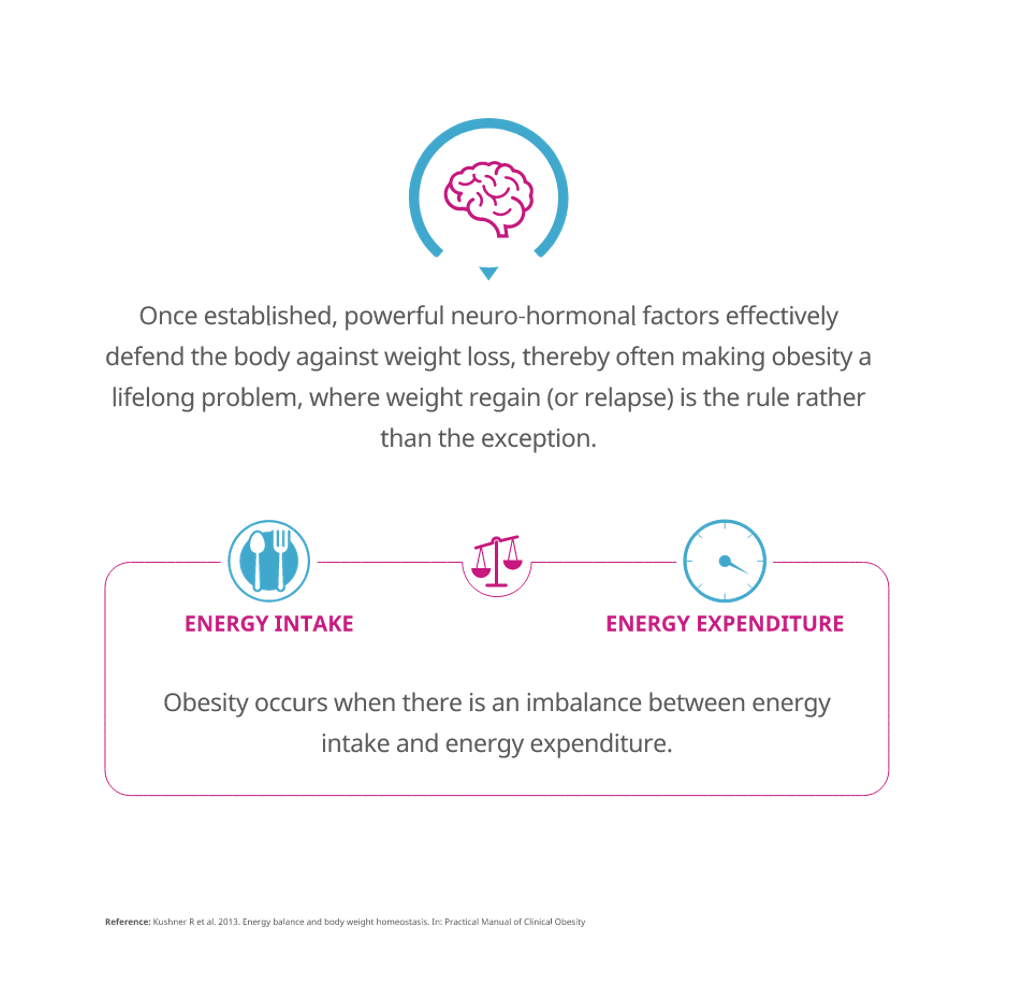 Once established, powerful neuro-hormonal factors effectively
defend the body against weight loss, thereby often making obesity a
lifelong problem, where weight regain (or relapse) is the rule rather
than the exception.
ENERGY INTAKE
ENERGY EXPENDITURE
Obesity occurs when there is an imbalance between energy
intake and energy expenditure.
Reference: Kushner R et al. 2013. Energy balance and body weight homeostasis. In: Practical Manual of Clinical Obesity